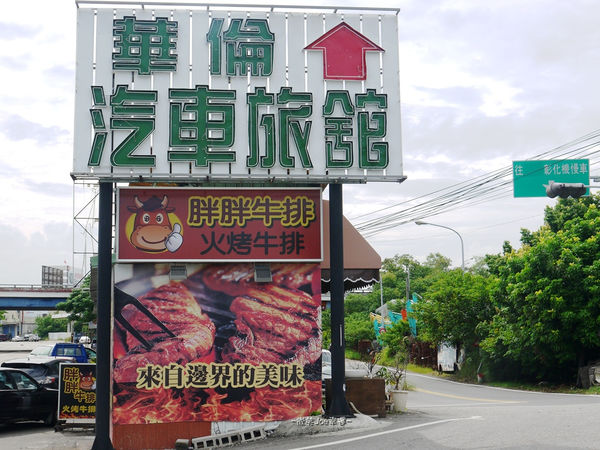 華倫
汽車旅館
胖胖牛排
火烤牛排
來自邊界的美味
胖胖
牛排
火烤牛排
往 彰化機慢車